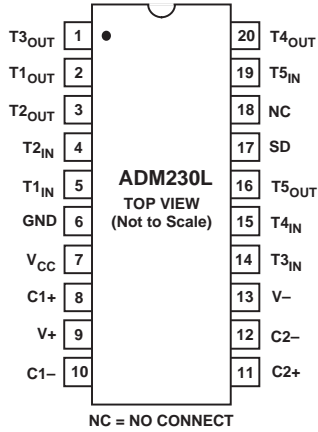 T3OUT 1 20 T4OUT
T1OUT 2 19 T5IN
T2OUT 3 18 NC
T2IN 4 17 SD
T1IN 5 16 T5OUT
GND 6 15 T4IN
VCC 7 14 T3IN
C1+ 8 13 V–
V+ 9 12 C2–
C1– 10 11 C2+
ADM230L
TOP VIEW
(Not to Scale)
NC = NO CONNECT